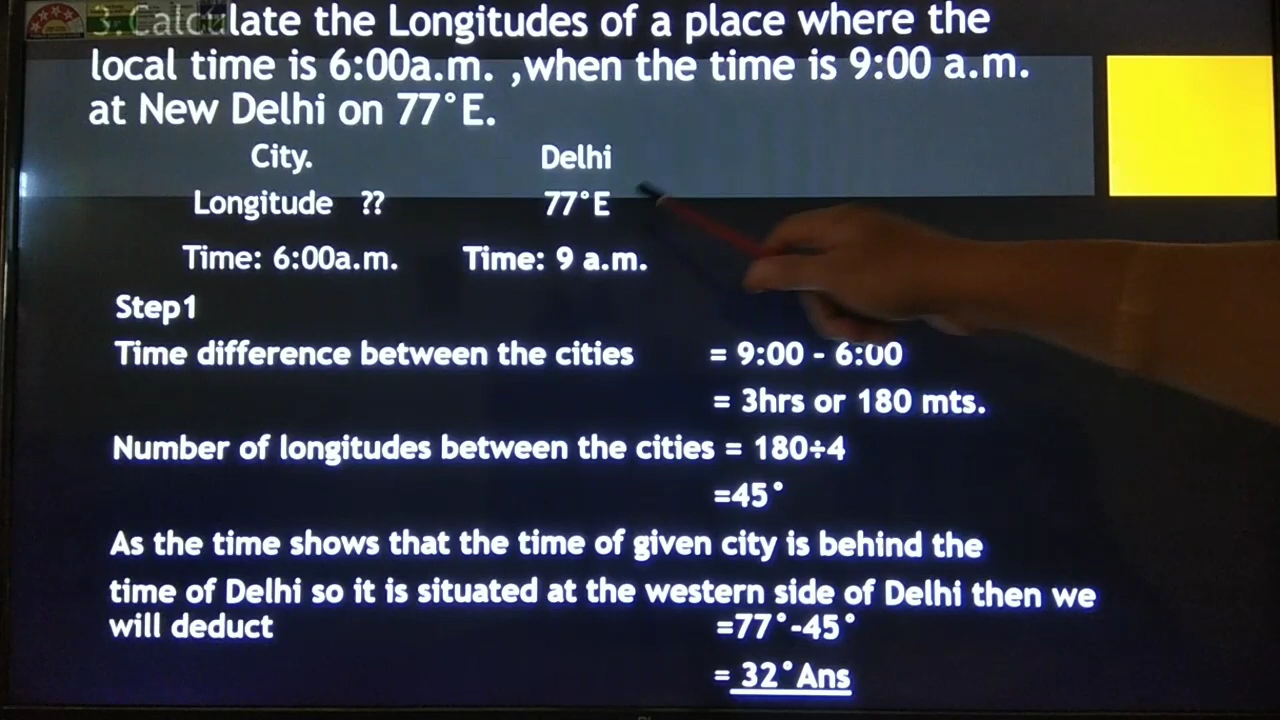 3. Calculate the Longitudes of a place where the
local time is 6:00a.m. ,when the time is 9:00 a.m.
at New Delhi on 77°E.
City. Delhi
Longitude ?? 77°E
Time: 6:00a.m. Time: 9 a.m.
Step1
Time difference between the cities = 9:00 - 6:00
= 3hrs or 180 mts.
Number of longitudes between the cities = 180÷4
=45°
As the time shows that the time of given city is behind the
time of Delhi so it is situated at the western side of Delhi then we
will deduct =77°-45°
= 32°Ans